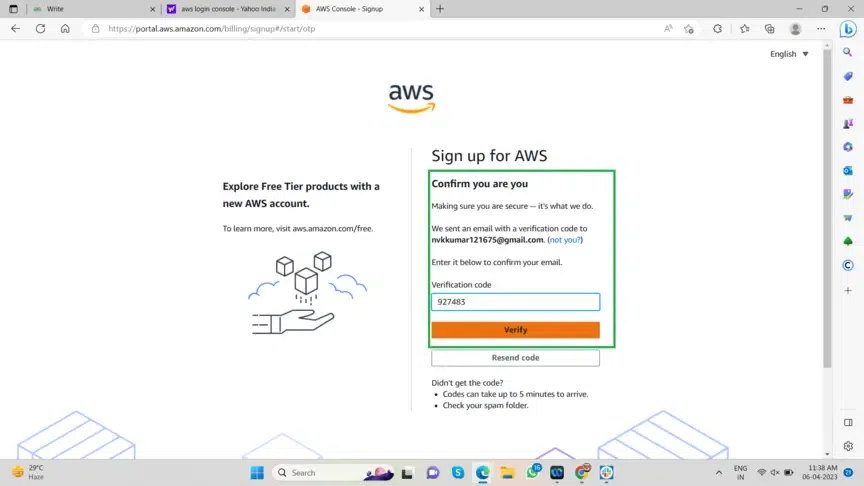 Write
aws login console - Yahoo Indi
AWS Console - Signup
https://portal.aws.amazon.com/billing/signup#/start/otp
English
aws
Sign up for AWS
Explore Free Tier products with a
new AWS account.
To learn more, visit aws.amazon.com/free.
Confirm you are you
Making sure you are secure -- it's what we do.
We sent an email with a verification code to
nvkkumar121675@gmail.com. (not you?)
Enter it below to confirm your email.
Verification code
927483
Verify
Resend code
Didn't get the code?
• Codes can take up to 5 minutes to arrive.
• Check your spam folder.
29°C
Haze
Search
ENG
IN
11:38 AM
06-04-2023